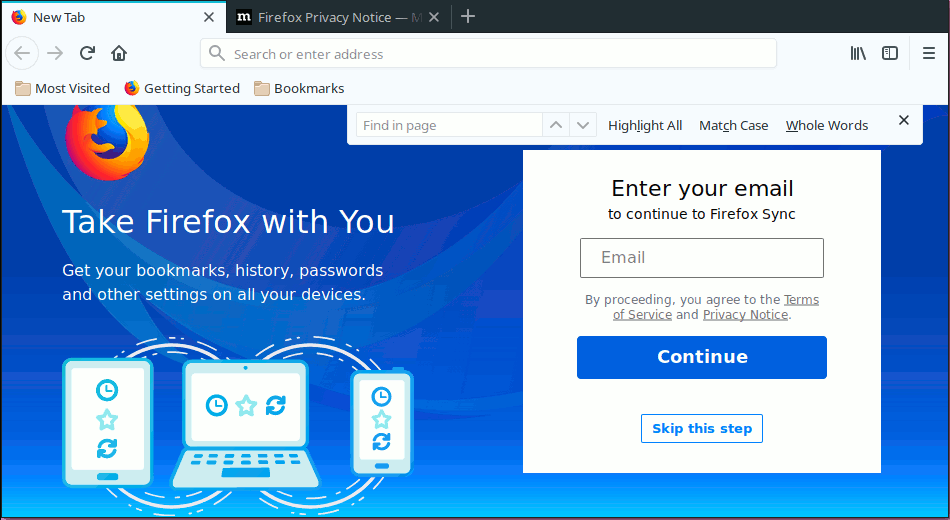 New Tab
Firefox Privacy Notice — M
Search or enter address
Most Visited
Getting Started
Bookmarks
Find in page
Highlight All
Match Case
Whole Words
Take Firefox with You
Get your bookmarks, history, passwords
and other settings on all your devices.
Enter your email
to continue to Firefox Sync
Email
By proceeding, you agree to the Terms
of Service and Privacy Notice.
Continue
Skip this step